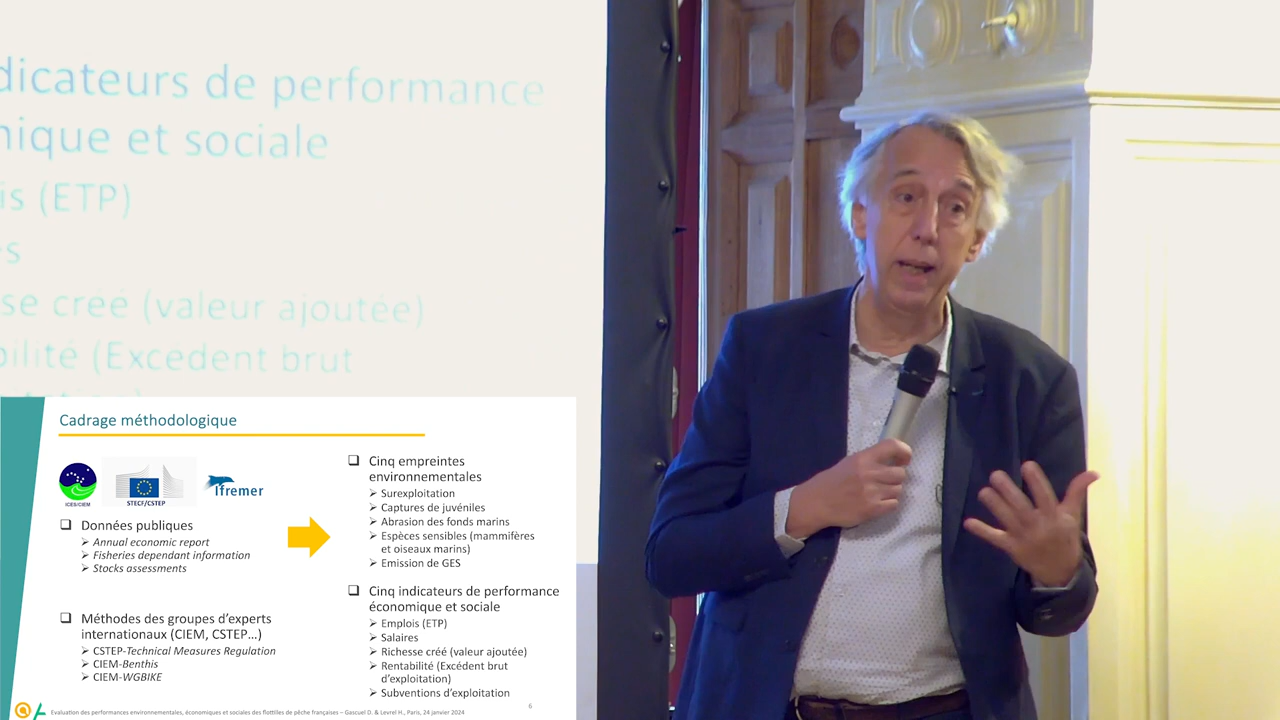 dicateurs de performance
nique et sociale
is (ETP)
es
se créé (valeur ajoutée)
bilité (Excédent brut
Cadrage méthodologique
ICES/CIEM
STECF/CSTEP
Ifremer
❑ Données publiques
➢ Annual economic report
➢ Fisheries dependant information
➢ Stocks assessments
❑ Méthodes des groupes d’experts
internationaux (CIEM, CSTEP…)
➢ CSTEP-Technical Measures Regulation
➢ CIEM-Benthis
➢ CIEM-WGBIKE
❑ Cinq empreintes
environnementales
➢ Surexploitation
➢ Captures de juvéniles
➢ Abrasion des fonds marins
➢ Espèces sensibles (mammifères
et oiseaux marins)
➢ Emission de GES
❑ Cinq indicateurs de performance
économique et sociale
➢ Emplois (ETP)
➢ Salaires
➢ Richesse créé (valeur ajoutée)
➢ Rentabilité (Excédent brut
d’exploitation)
➢ Subventions d’exploitation
Evaluation des performances environnementales, économiques et sociales des flottilles de pêche françaises – Gascuel D. & Levrel H., Paris, 24 janvier 2024
6